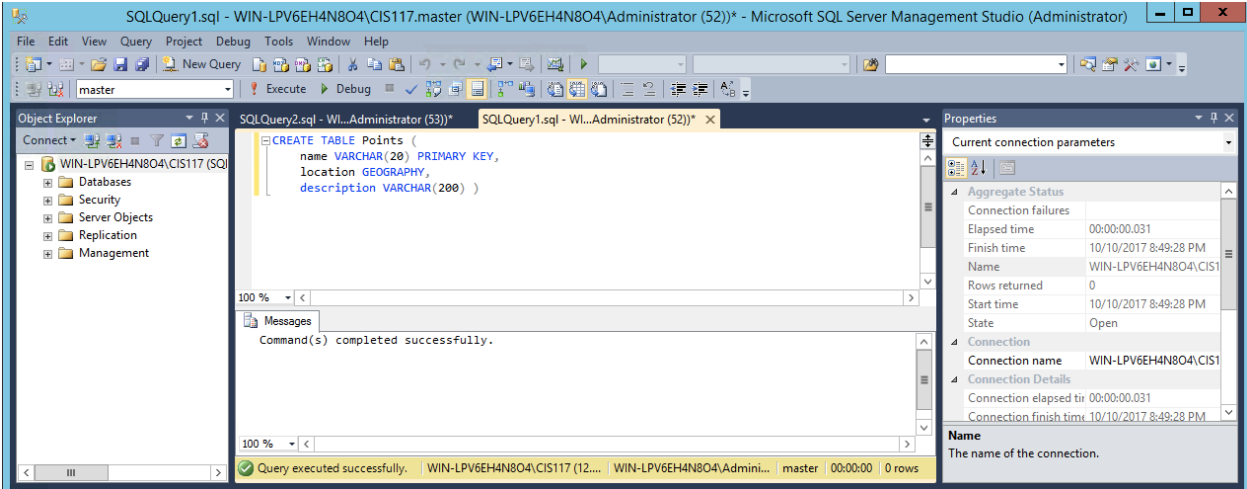 SQLQuery1.sql - WIN-LPV6EH4N8O4\CIS117.master (WIN-LPV6EH4N8O4\Administrator (52))* - Microsoft SQL Server Management Studio (Administrator)
File Edit View Query Project Debug Tools Window Help
New Query
master Execute Debug
Object Explorer
Connect
WIN-LPV6EH4N8O4\CIS117 (SQl
Databases
Security
Server Objects
Replication
Management
SQLQuery2.sql - WI...Administrator (53))* SQLQuery1.sql - WI...Administrator (52))*
CREATE TABLE Points (
name VARCHAR(20) PRIMARY KEY,
location GEOGRAPHY,
description VARCHAR(200) )
100 %
Messages
Command(s) completed successfully.
100 %
Query executed successfully. WIN-LPV6EH4N8O4\CIS117 (12.... WIN-LPV6EH4N8O4\Admini... master 00:00:00 0 rows
Properties
Current connection parameters
Aggregate Status
Connection failures
Elapsed time 00:00:00.031
Finish time 10/10/2017 8:49:28 PM
Name WIN-LPV6EH4N8O4\CIS1
Rows returned 0
Start time 10/10/2017 8:49:28 PM
State Open
Connection
Connection name WIN-LPV6EH4N8O4\CIS1
Connection Details
Connection elapsed tir 00:00:00.031
Connection finish time 10/10/2017 8:49:28 PM
Name
The name of the connection.